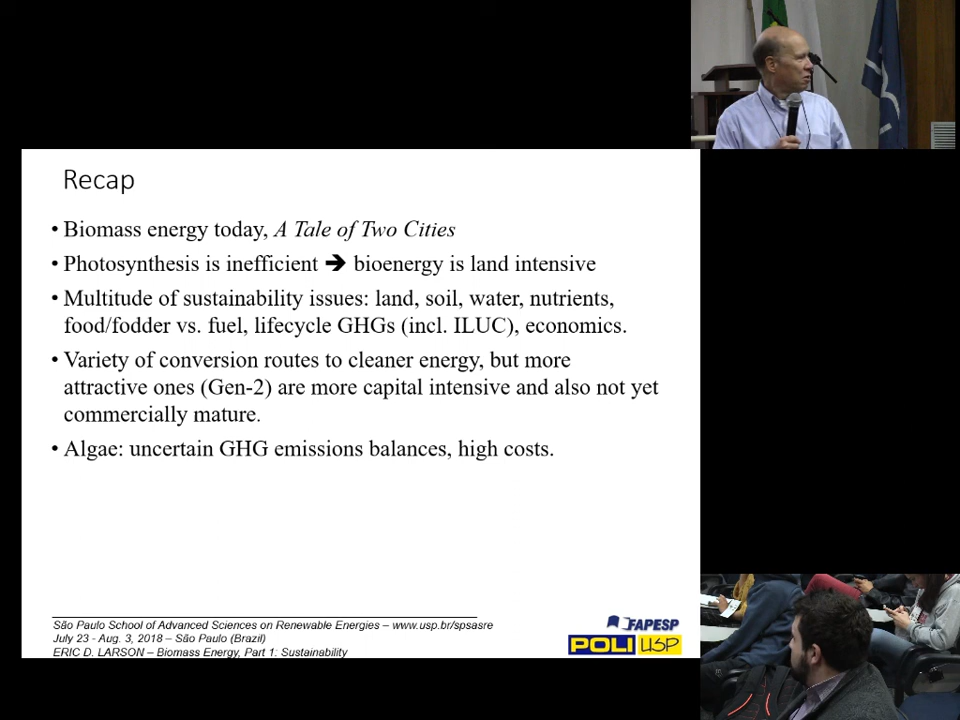 Recap
• Biomass energy today, A Tale of Two Cities
• Photosynthesis is inefficient ➔ bioenergy is land intensive
• Multitude of sustainability issues: land, soil, water, nutrients,
food/fodder vs. fuel, lifecycle GHGs (incl. ILUC), economics.
• Variety of conversion routes to cleaner energy, but more
attractive ones (Gen-2) are more capital intensive and also not yet
commercially mature.
• Algae: uncertain GHG emissions balances, high costs.
São Paulo School of Advanced Sciences on Renewable Energies – www.usp.br/spsasre
July 23 - Aug. 3, 2018 – São Paulo (Brazil)
ERIC D. LARSON – Biomass Energy, Part 1: Sustainability
FAPESP
POLI USP